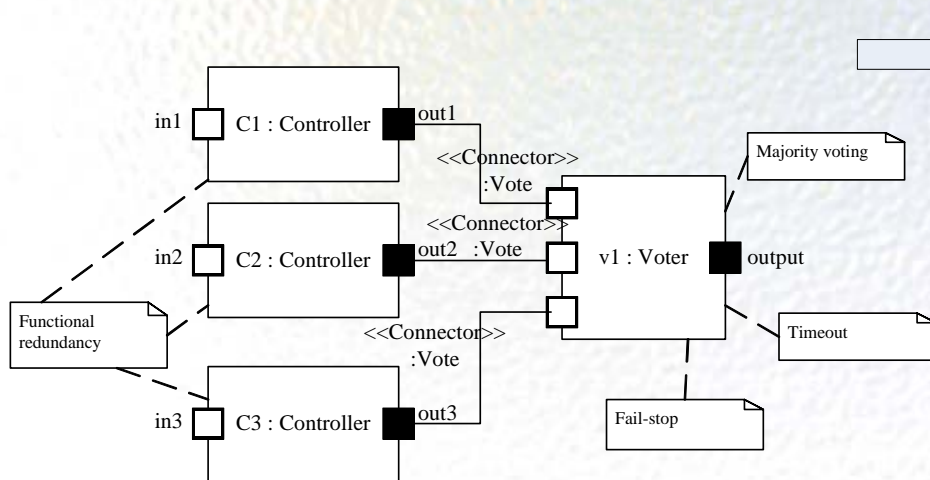 in1
C1 : Controller
out1
<<Connector>>
:Vote
Majority voting
in2
C2 : Controller
out2
<<Connector>>
:Vote
v1 : Voter
output
Functional
redundancy
<<Connector>>
:Vote
Timeout
in3
C3 : Controller
out3
Fail-stop